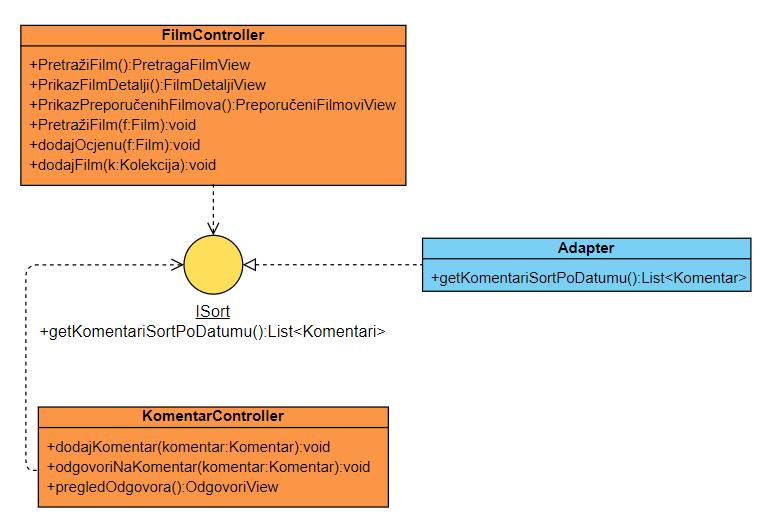 FilmController
+PretražiFilm():PretragaFilmView
+PrikazFilmDetalji():FilmDetaljiView
+PrikazPreporučenihFilmova():PreporučeniFilmoviView
+PretražiFilm(f:Film):void
+dodajOcjenu(f:Film):void
+dodajFilm(k:Kolekcija):void
Adapter
+getKomentariSortPoDatumu():List<Komentar>
ISort
+getKomentariSortPoDatumu():List<Komentari>
KomentarController
+dodajKomentar(komentar:Komentar):void
+odgovoriNaKomentar(komentar:Komentar):void
+pregledOdgovora():OdgovoriView